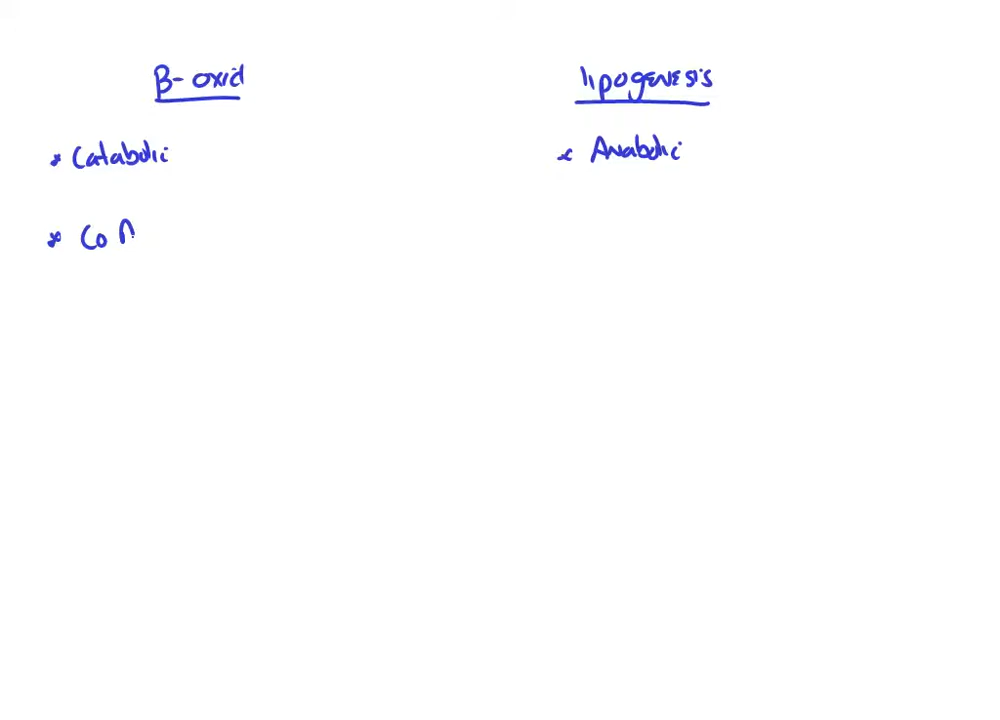 β-oxid
lipogenesis
* Catabolic
* Anabolic
* Co